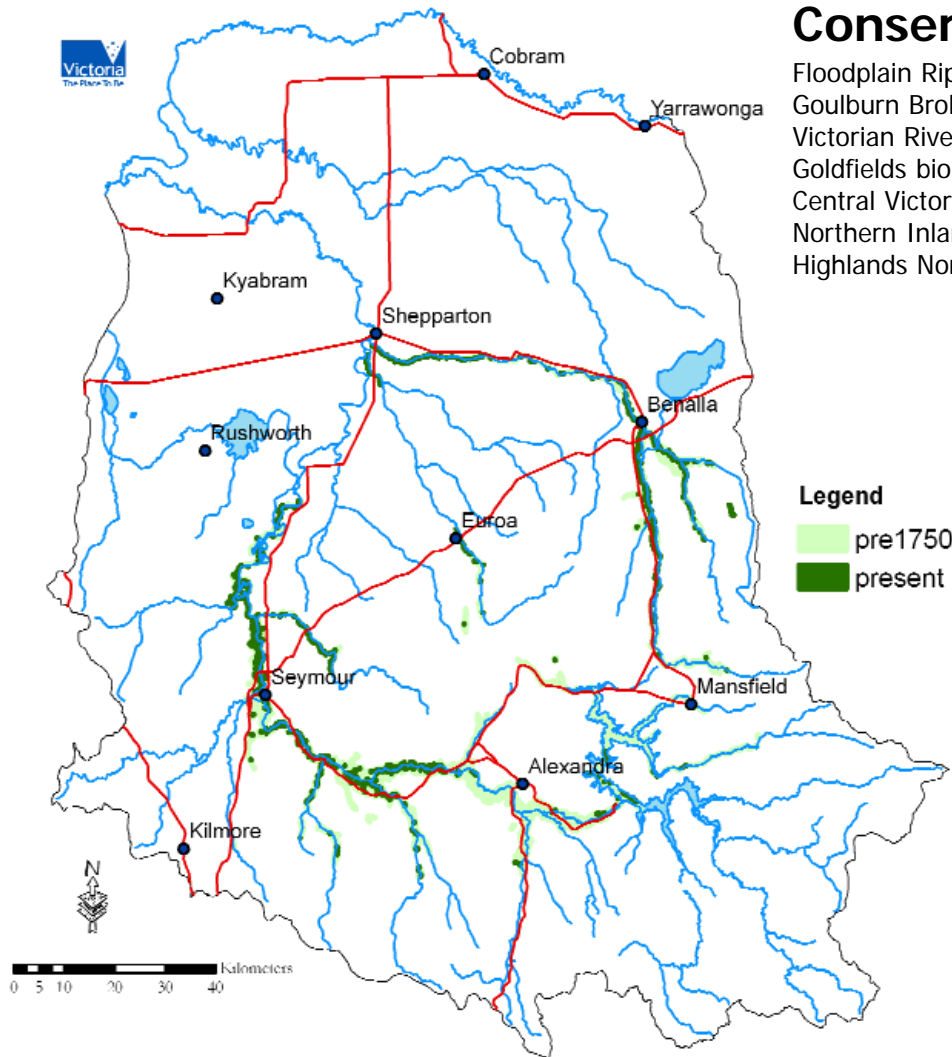 Conser
Floodplain Rip
Goulburn Brol
Victorian Rive
Goldfields bio
Central Victor
Northern Inla
Highlands Nor
Victoria
The Place To Be
Cobram
Yarrawonga
Kyabram
Shepparton
Benalla
Rushworth
Euroa
Legend
pre1750
present
Seymour
Mansfield
Alexandra
Kilmore
N
Kilometers
0 5 10 20 30 40